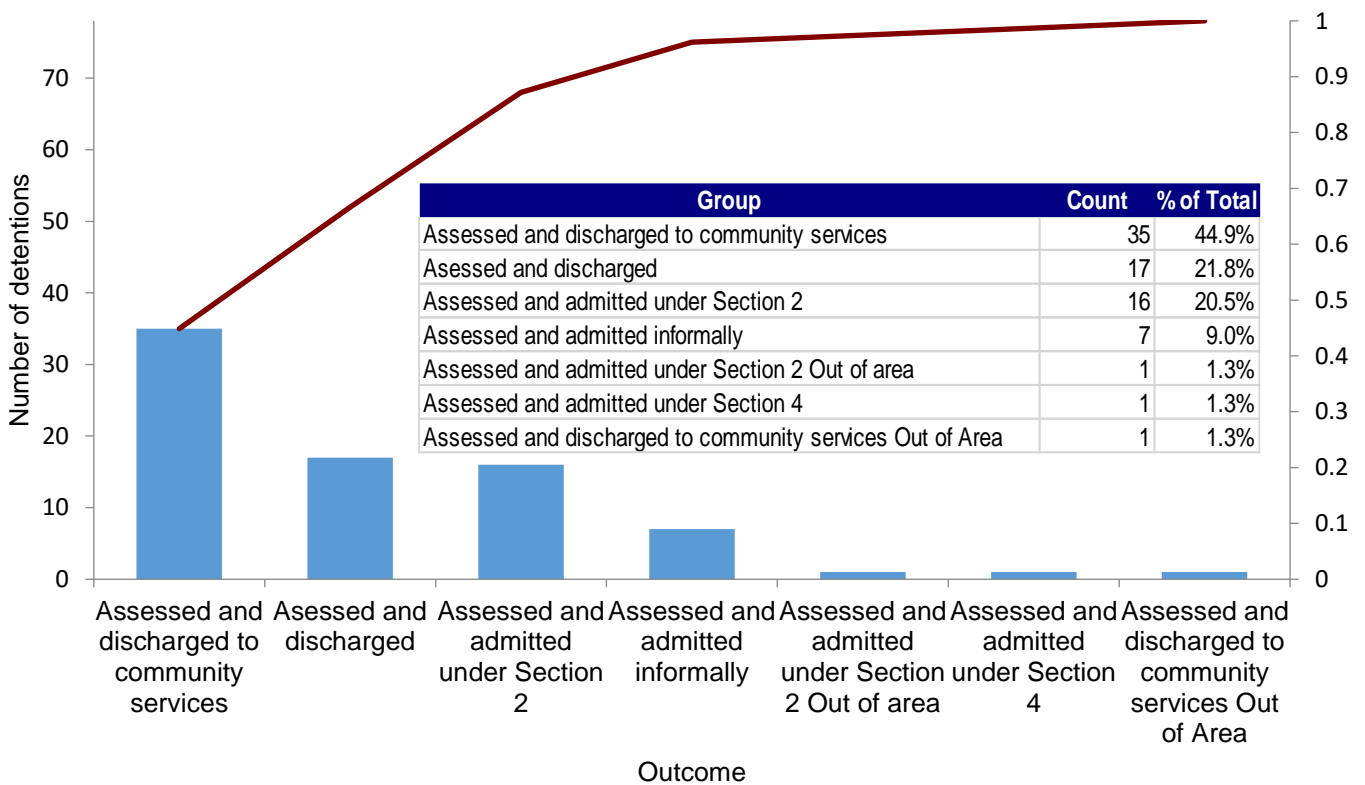 70
60
50
40
30
20
10
0
Number of detentions
1
0.9
0.8
0.7
0.6
0.5
0.4
0.3
0.2
0.1
0
Group Count % of Total
Assessed and discharged to community services 35 44.9%
Asessed and discharged 17 21.8%
Assessed and admitted under Section 2 16 20.5%
Assessed and admitted informally 7 9.0%
Assessed and admitted under Section 2 Out of area 1 1.3%
Assessed and admitted under Section 4 1 1.3%
Assessed and discharged to community services Out of Area 1 1.3%
Assessed and
discharged to
community
services
Asessed and
discharged
Assessed and
admitted
under Section
2
Assessed and
admitted
informally
Assessed and
admitted
under Section
2 Out of area
Assessed and
admitted
under Section
4
Assessed and
discharged to
community
services Out
of Area
Outcome